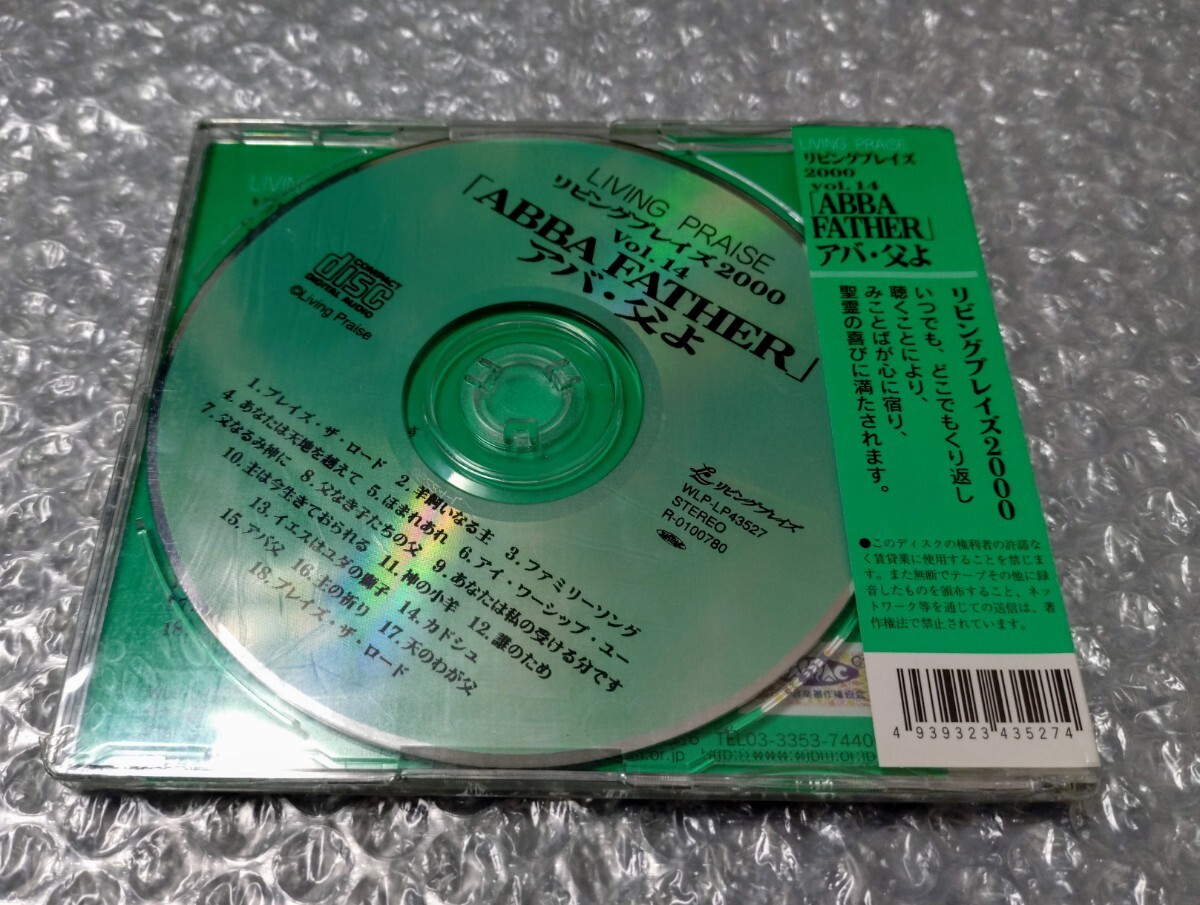 LIVING PRAISE
リビングプレイズ2000
Vol.14
「ABBA FATHER」
アバ・父よ
COMPACT
disc
DIGITAL AUDIO
©Living Praise
リビングプレイズ
WLP-LP43527
STEREO
R-0100780
1.プレイズ・ザ・ロード 2.羊飼いなる主 3.ファミリーソング
4.あなたは天地を越えて 5.ほまれあれ 6.アイ・ワーシップ・ユー
7.父なるみ神に 8.父なき子たちの父 9.あなたは私の受ける分です
10.主は今生きておられる 11.神の小羊 12.誰のため
13.イエスはユダの獅子 14.カドシュ
15.アバ父 16.主の祈り 17.天のわが父
18.プレイズ・ザ・ロード
LIVING
18.
TEL03-3353-7440
or.jp
LIVING PRAISE
リビングプレイズ
2000
vol.14
「ABBA
FATHER」
アバ・父よ
リビングプレイズ2000
いつでも、どこでもくり返し
聴くことにより、
みことばが心に宿り、
聖霊の喜びに満たされます。
●このディスクの権利者の許諾な
く賃貸業に使用することを禁じま
す。また無断でテープその他に録
音したものを頒布すること、ネッ
トワーク等を通じての送信は、著
作権法で禁止されています。
4 939323 435274